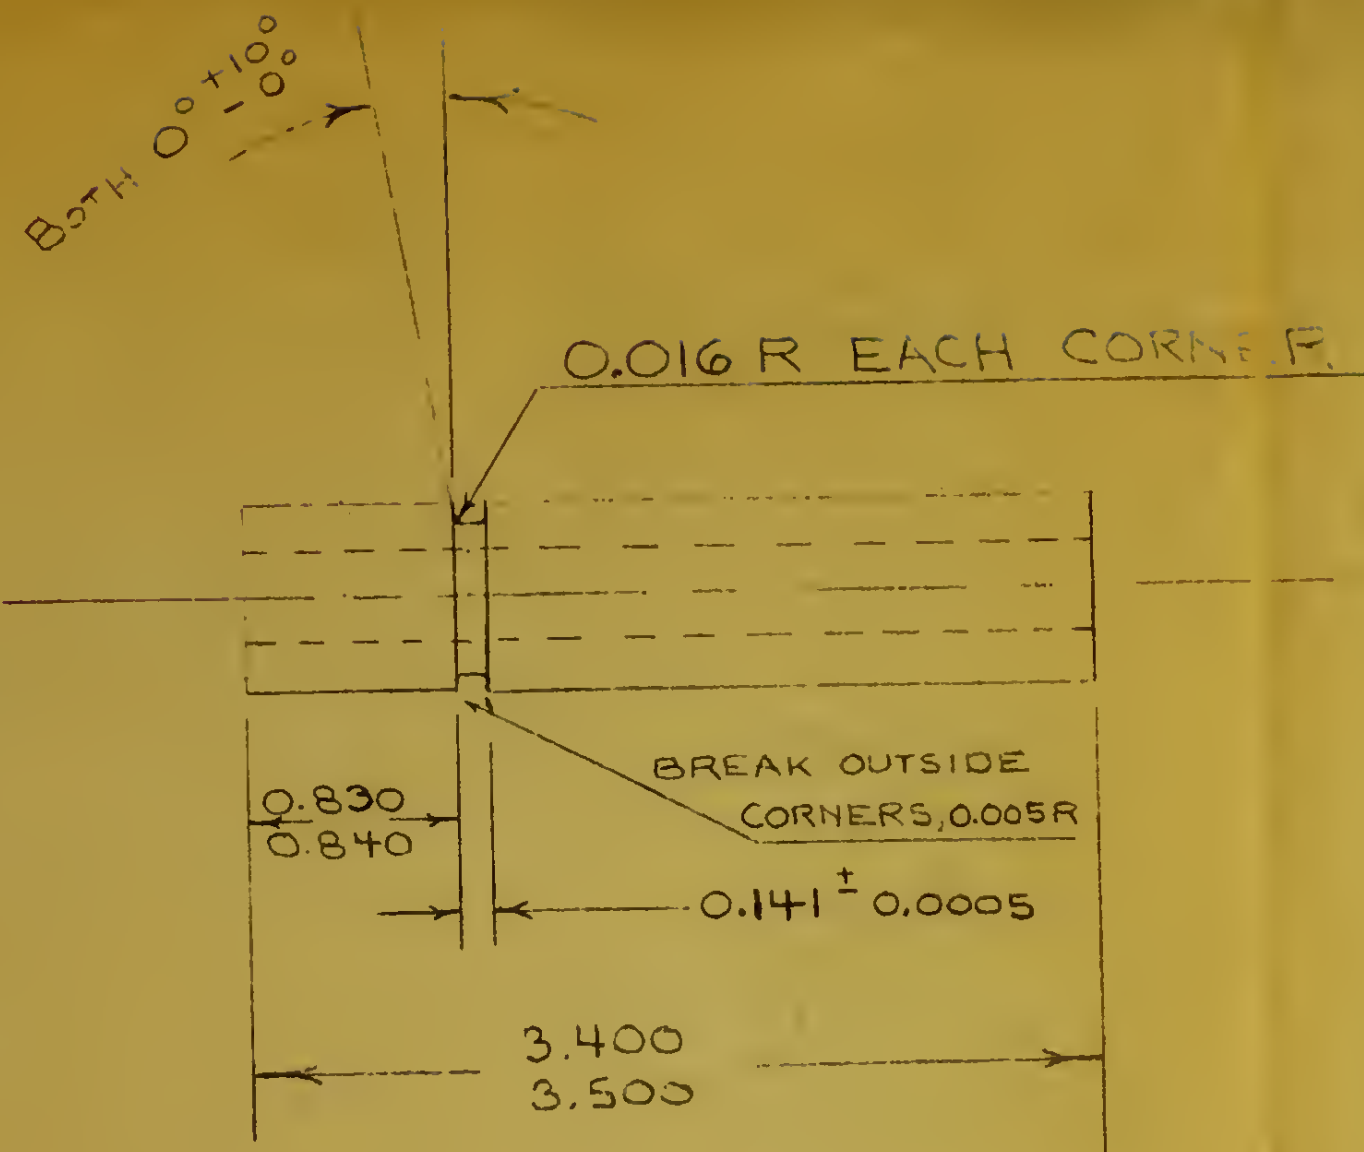 BOTH 0° +10°
- 0°
0.016 R EACH CORNER
BREAK OUTSIDE
CORNERS, 0.005R
0.830
0.840
0.141 ± 0.0005
3.400
3.500